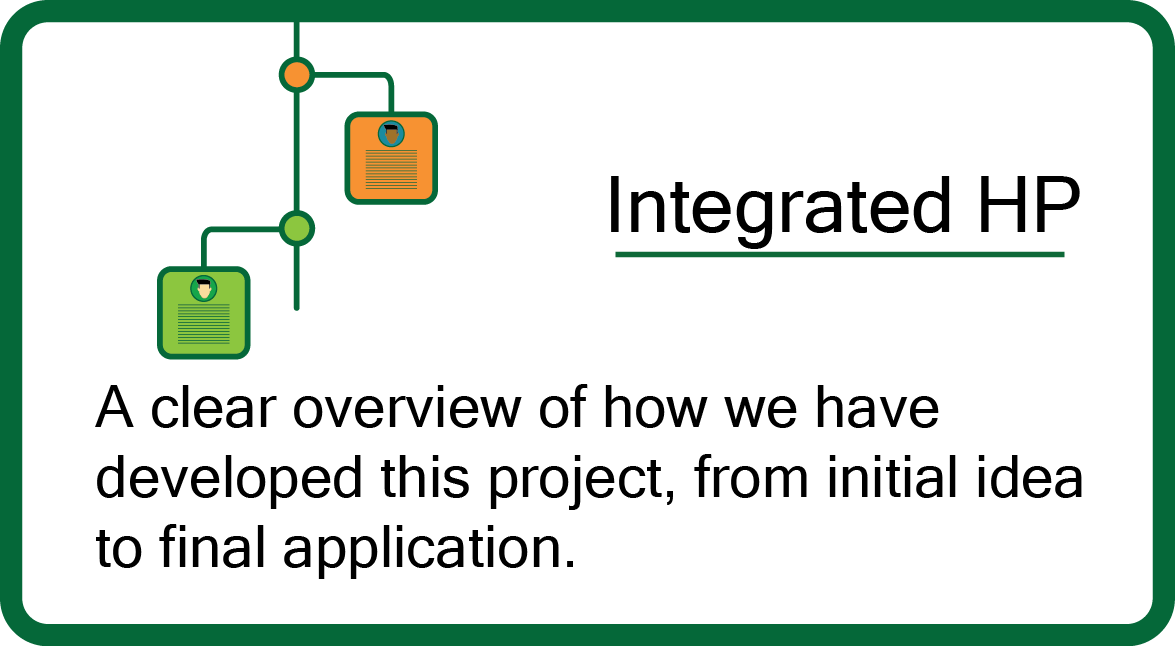 Integrated HP
A clear overview of how we have
developed this project, from initial idea
to final application.